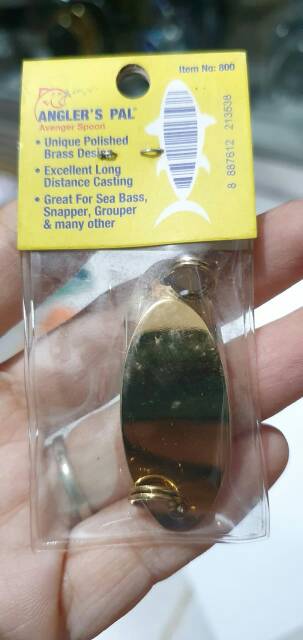 Item No: 800
ANGLER'S PAL®
Avenger Spoon
• Unique Polished
Brass Design
• Excellent Long
Distance Casting
• Great For Sea Bass,
Snapper, Grouper
& many other
8 887612 213538